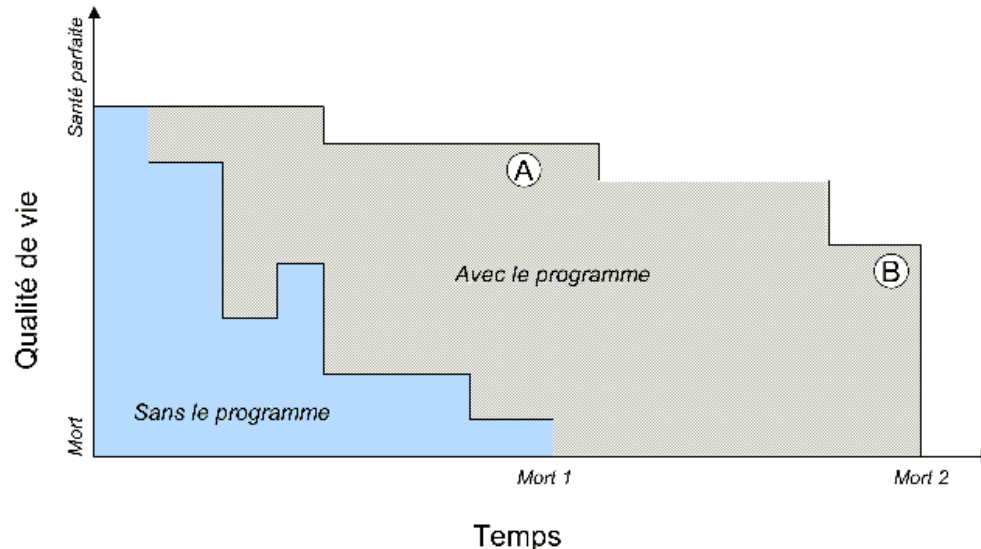 Santé parfaite
Qualité de vie
Mort
A
B
Avec le programme
Sans le programme
Mort 1
Mort 2
Temps